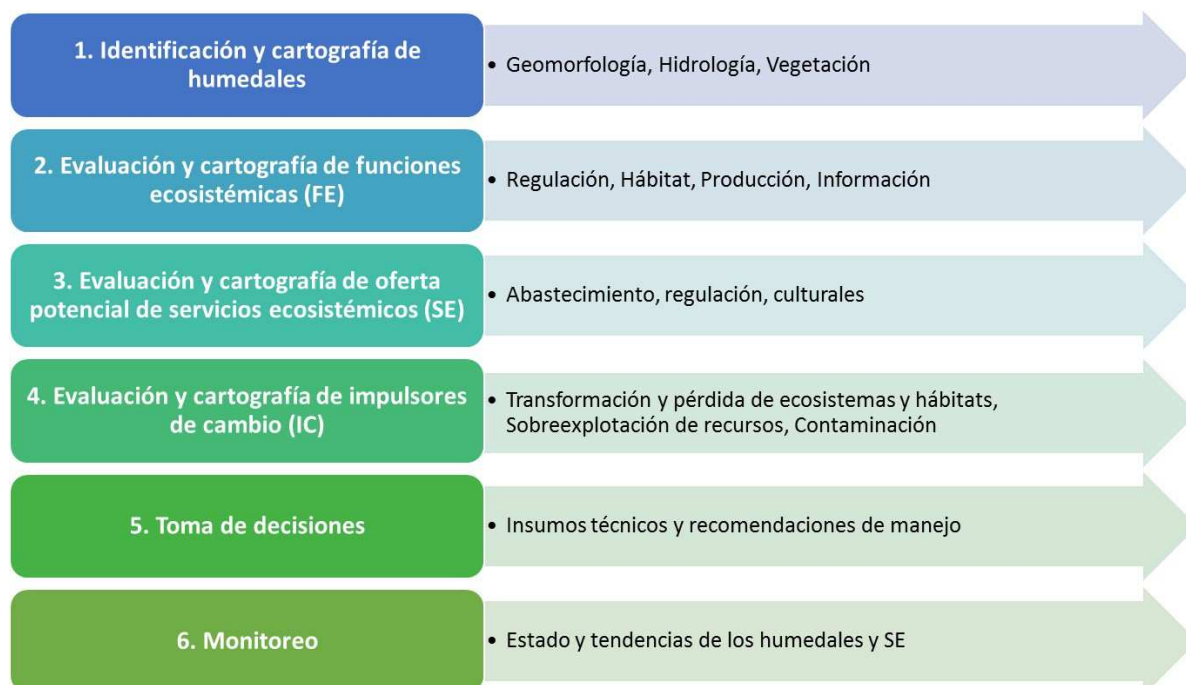 1. Identificación y cartografía de
humedales
• Geomorfología, Hidrología, Vegetación
2. Evaluación y cartografía de funciones
ecosistémicas (FE)
• Regulación, Hábitat, Producción, Información
3. Evaluación y cartografía de oferta
potencial de servicios ecosistémicos (SE)
• Abastecimiento, regulación, culturales
4. Evaluación y cartografía de impulsores
de cambio (IC)
• Transformación y pérdida de ecosistemas y hábitats,
Sobreexplotación de recursos, Contaminación
5. Toma de decisiones
• Insumos técnicos y recomendaciones de manejo
6. Monitoreo
• Estado y tendencias de los humedales y SE